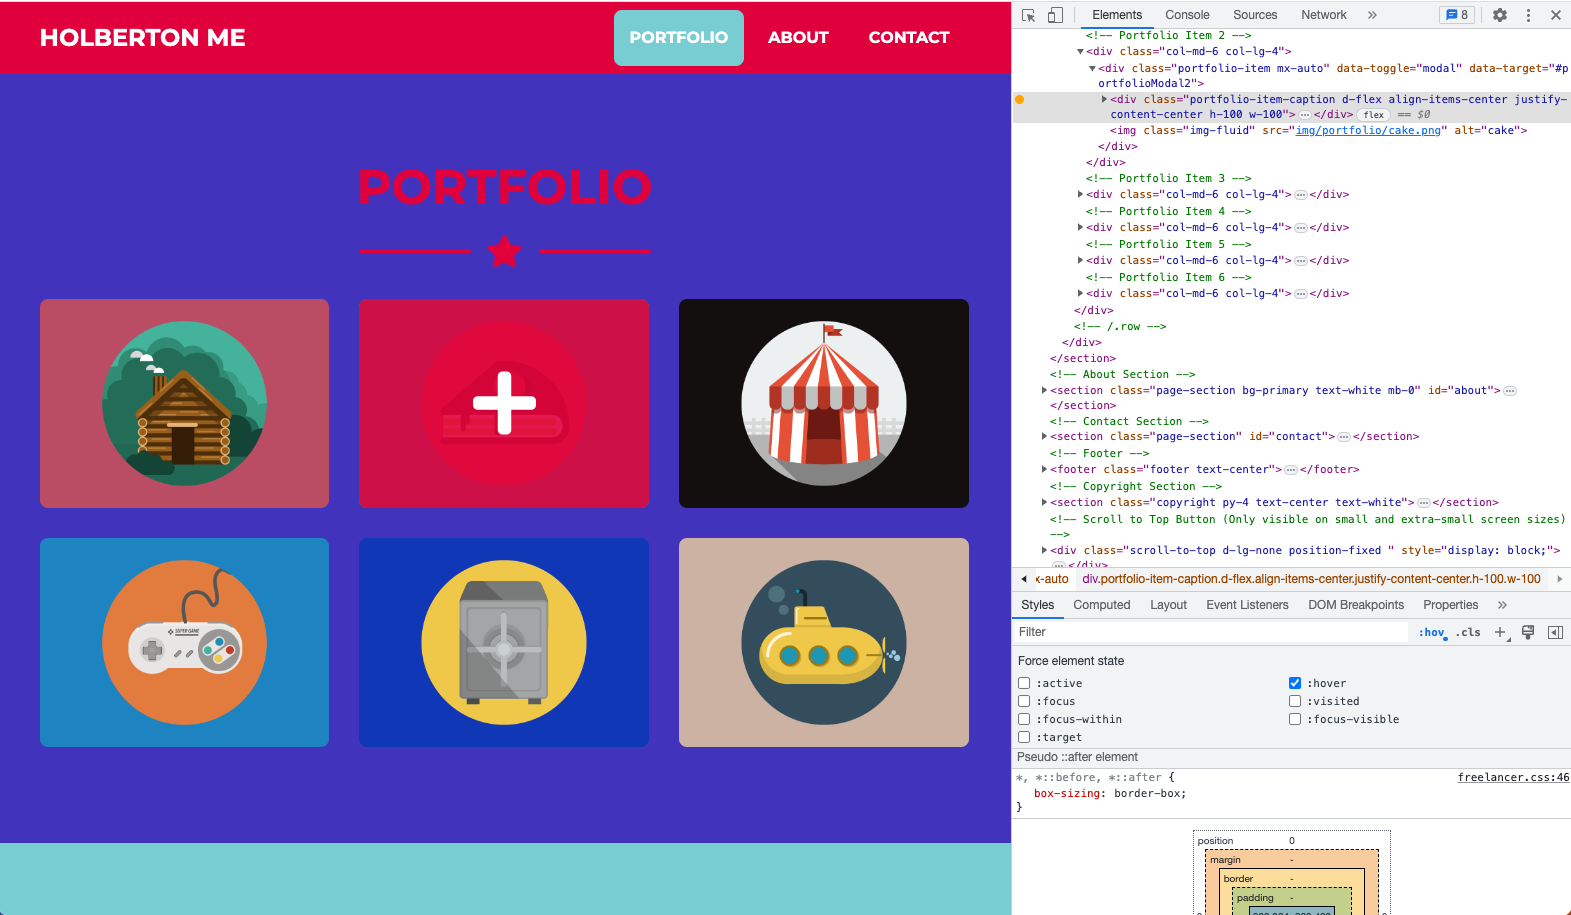 HOLBERTON ME
PORTFOLIO
ABOUT
CONTACT
PORTFOLIO
SUPER GAME
Elements
Console
Sources
Network
»
8
<!-- Portfolio Item 2 -->
<div class="col-md-6 col-lg-4">
<div class="portfolio-item mx-auto" data-toggle="modal" data-target="#p
ortfolioModal2">
<div class="portfolio-item-caption d-flex align-items-center justify-
content-center h-100 w-100"> … </div> flex == $0
<img class="img-fluid" src="img/portfolio/cake.png" alt="cake">
</div>
</div>
<!-- Portfolio Item 3 -->
<div class="col-md-6 col-lg-4"> … </div>
<!-- Portfolio Item 4 -->
<div class="col-md-6 col-lg-4"> … </div>
<!-- Portfolio Item 5 -->
<div class="col-md-6 col-lg-4"> … </div>
<!-- Portfolio Item 6 -->
<div class="col-md-6 col-lg-4"> … </div>
</div>
<!-- /.row -->
</div>
</section>
<!-- About Section -->
<section class="page-section bg-primary text-white mb-0" id="about"> …
</section>
<!-- Contact Section -->
<section class="page-section" id="contact"> … </section>
<!-- Footer -->
<footer class="footer text-center"> … </footer>
<!-- Copyright Section -->
<section class="copyright py-4 text-center text-white"> … </section>
<!-- Scroll to Top Button (Only visible on small and extra-small screen sizes)
-->
<div class="scroll-to-top d-lg-none position-fixed " style="display: block;">
… </div>
x-auto
div.portfolio-item-caption.d-flex.align-items-center.justify-content-center.h-100.w-100
Styles
Computed
Layout
Event Listeners
DOM Breakpoints
Properties
»
Filter
:hov
.cls
Force element state
:active
:hover
:focus
:visited
:focus-within
:focus-visible
:target
Pseudo ::after element
*, *::before, *::after {
freelancer.css:46
box-sizing: border-box;
}
position
0
margin
-
border
-
padding
-